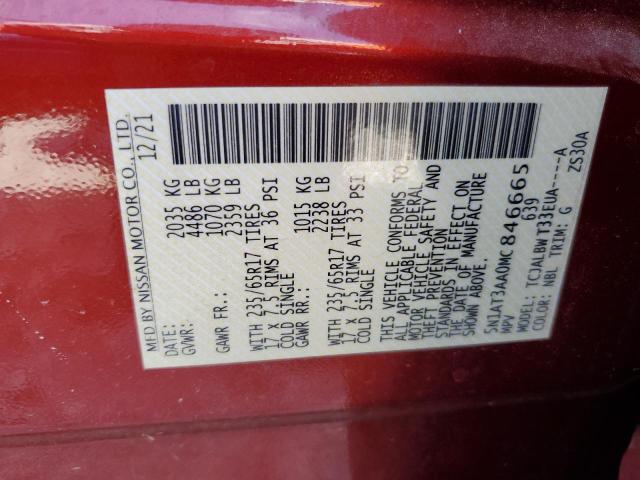 MFD BY NISSAN MOTOR CO., LTD.
DATE: 12/21
GVWR: 2035 KG
4486 LB
GAWR FR.: 1070 KG
2359 LB
WITH 235/65R17 TIRES
17 X 7.5 RIMS AT 36 PSI
COLD SINGLE
GAWR RR.: 1015 KG
2238 LB
WITH 235/65R17 TIRES
17 X 7.5 RIMS AT 33 PSI
COLD SINGLE
THIS VEHICLE CONFORMS TO
ALL APPLICABLE FEDERAL
MOTOR VEHICLE SAFETY AND
THEFT PREVENTION
STANDARDS IN EFFECT ON
THE DATE OF MANUFACTURE
SHOWN ABOVE.
5N1AT3AA0MC846665
MPV 639
MODEL: TCJALBWT33EUA-----A
COLOR: NBL TRIM: G ZS30A